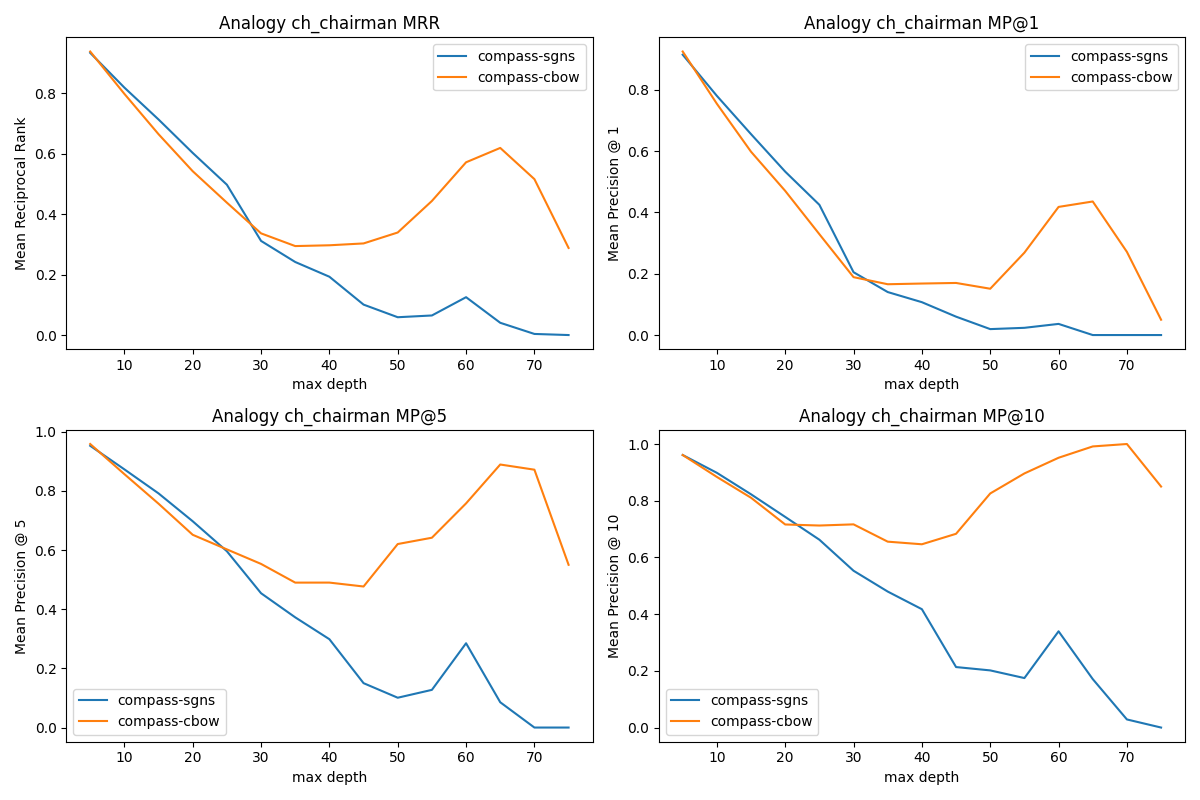 Analogy ch_chairman MRR
Mean Reciprocal Rank
0.8
0.6
0.4
0.2
0.0
10 20 30 40 50 60 70
max depth
compass-sgns
compass-cbow
Analogy ch_chairman MP@1
Mean Precision @ 1
0.8
0.6
0.4
0.2
0.0
10 20 30 40 50 60 70
max depth
compass-sgns
compass-cbow
Analogy ch_chairman MP@5
Mean Precision @ 5
1.0
0.8
0.6
0.4
0.2
0.0
10 20 30 40 50 60 70
max depth
compass-sgns
compass-cbow
Analogy ch_chairman MP@10
Mean Precision @ 10
1.0
0.8
0.6
0.4
0.2
0.0
10 20 30 40 50 60 70
max depth
compass-sgns
compass-cbow